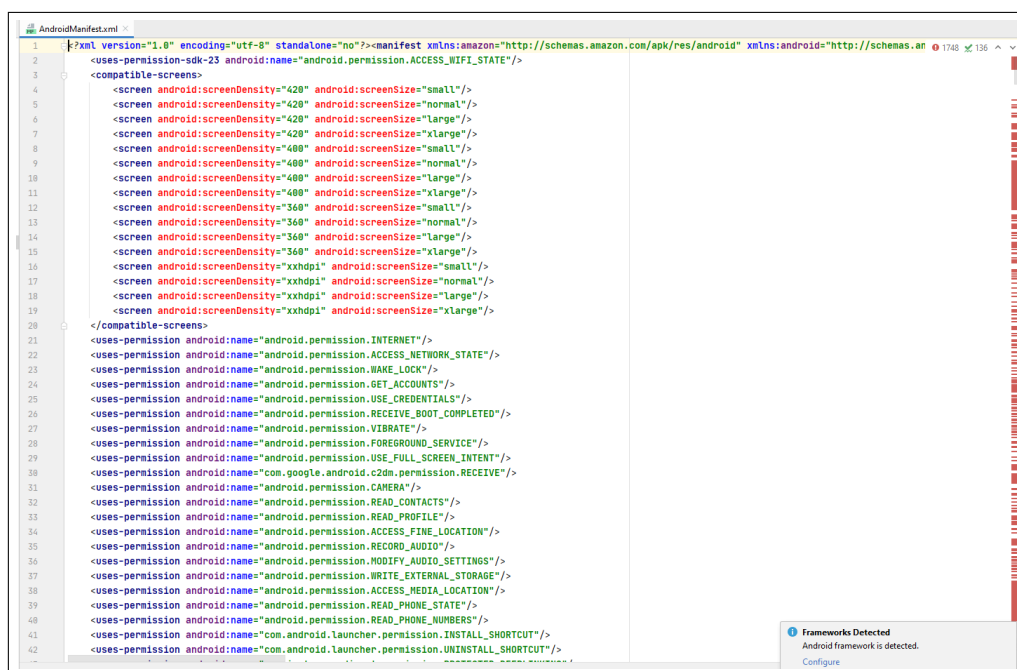 AndroidManifest.xml
1 <?xml version="1.0" encoding="utf-8" standalone="no"?><manifest xmlns:amazon="http://schemas.amazon.com/apk/res/android" xmlns:android="http://schemas.an 1748 136
2 <uses-permission-sdk-23 android:name="android.permission.ACCESS_WIFI_STATE"/>
3 <compatible-screens>
4 <screen android:screenDensity="420" android:screenSize="small"/>
5 <screen android:screenDensity="420" android:screenSize="normal"/>
6 <screen android:screenDensity="420" android:screenSize="large"/>
7 <screen android:screenDensity="420" android:screenSize="xlarge"/>
8 <screen android:screenDensity="400" android:screenSize="small"/>
9 <screen android:screenDensity="400" android:screenSize="normal"/>
10 <screen android:screenDensity="400" android:screenSize="large"/>
11 <screen android:screenDensity="400" android:screenSize="xlarge"/>
12 <screen android:screenDensity="360" android:screenSize="small"/>
13 <screen android:screenDensity="360" android:screenSize="normal"/>
14 <screen android:screenDensity="360" android:screenSize="large"/>
15 <screen android:screenDensity="360" android:screenSize="xlarge"/>
16 <screen android:screenDensity="xxhdpi" android:screenSize="small"/>
17 <screen android:screenDensity="xxhdpi" android:screenSize="normal"/>
18 <screen android:screenDensity="xxhdpi" android:screenSize="large"/>
19 <screen android:screenDensity="xxhdpi" android:screenSize="xlarge"/>
20 </compatible-screens>
21 <uses-permission android:name="android.permission.INTERNET"/>
22 <uses-permission android:name="android.permission.ACCESS_NETWORK_STATE"/>
23 <uses-permission android:name="android.permission.WAKE_LOCK"/>
24 <uses-permission android:name="android.permission.GET_ACCOUNTS"/>
25 <uses-permission android:name="android.permission.USE_CREDENTIALS"/>
26 <uses-permission android:name="android.permission.RECEIVE_BOOT_COMPLETED"/>
27 <uses-permission android:name="android.permission.VIBRATE"/>
28 <uses-permission android:name="android.permission.FOREGROUND_SERVICE"/>
29 <uses-permission android:name="android.permission.USE_FULL_SCREEN_INTENT"/>
30 <uses-permission android:name="com.google.android.c2dm.permission.RECEIVE"/>
31 <uses-permission android:name="android.permission.CAMERA"/>
32 <uses-permission android:name="android.permission.READ_CONTACTS"/>
33 <uses-permission android:name="android.permission.READ_PROFILE"/>
34 <uses-permission android:name="android.permission.ACCESS_FINE_LOCATION"/>
35 <uses-permission android:name="android.permission.RECORD_AUDIO"/>
36 <uses-permission android:name="android.permission.MODIFY_AUDIO_SETTINGS"/>
37 <uses-permission android:name="android.permission.WRITE_EXTERNAL_STORAGE"/>
38 <uses-permission android:name="android.permission.ACCESS_MEDIA_LOCATION"/>
39 <uses-permission android:name="android.permission.READ_PHONE_STATE"/>
40 <uses-permission android:name="android.permission.READ_PHONE_NUMBERS"/>
41 <uses-permission android:name="com.android.launcher.permission.INSTALL_SHORTCUT"/>
42 <uses-permission android:name="com.android.launcher.permission.UNINSTALL_SHORTCUT"/>
Frameworks Detected
Android framework is detected.
Configure